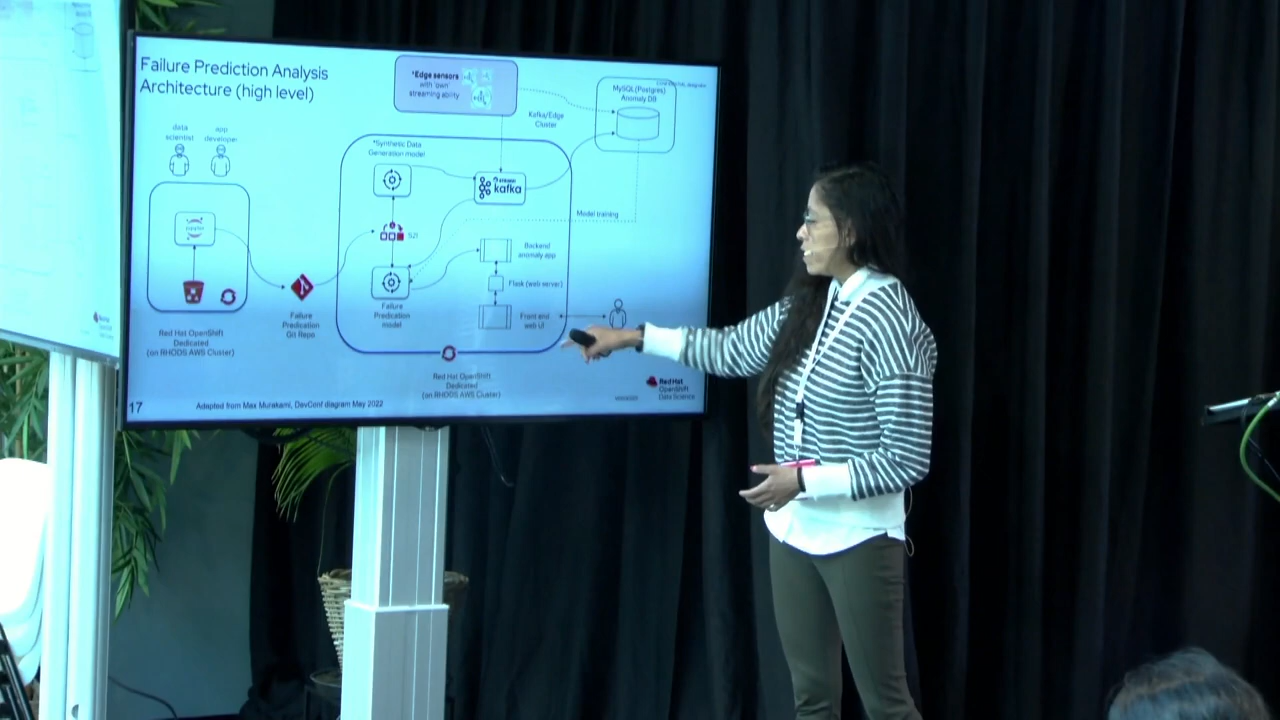 Failure Prediction Analysis
Architecture (high level)
*Edge sensors
with 'own'
streaming ability
MySQL(Postgres)
Anomaly DB
Kafka/Edge
Cluster
data
scientist
app
developer
*Synthetic Data
Generation model
kafka
Model training
S2I
Backend
anomaly app
Flask (web server)
Front end
web UI
Failure
Predication
model
Failure
Predication
Git Repo
Red Hat OpenShift
Dedicated
(on RHODS AWS Cluster)
Red Hat OpenShift
Dedicated
(on RHODS AWS Cluster)
Red Hat
OpenShift
Data Science
17
Adapted from Max Murakami, DevConf diagram May 2022